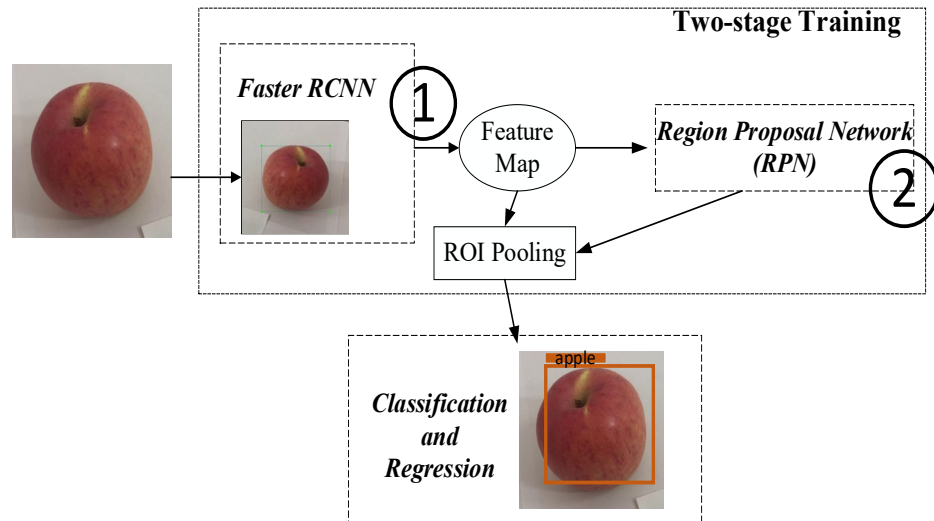 Two-stage Training
Faster RCNN
1
Feature
Map
Region Proposal Network
(RPN)
2
ROI Pooling
apple
Classification
and
Regression